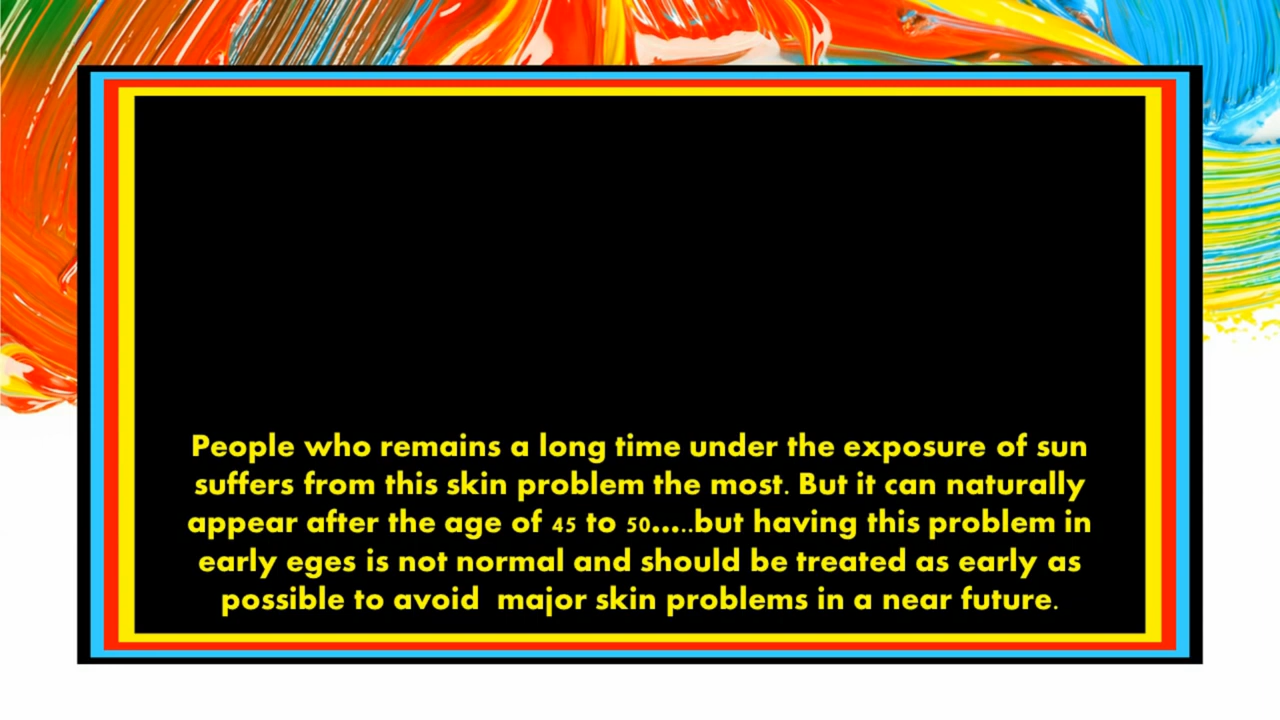 People who remains a long time under the exposure of sun
suffers from this skin problem the most. But it can naturally
appear after the age of 45 to 50.....but having this problem in
early eges is not normal and should be treated as early as
possible to avoid  major skin problems in a near future.